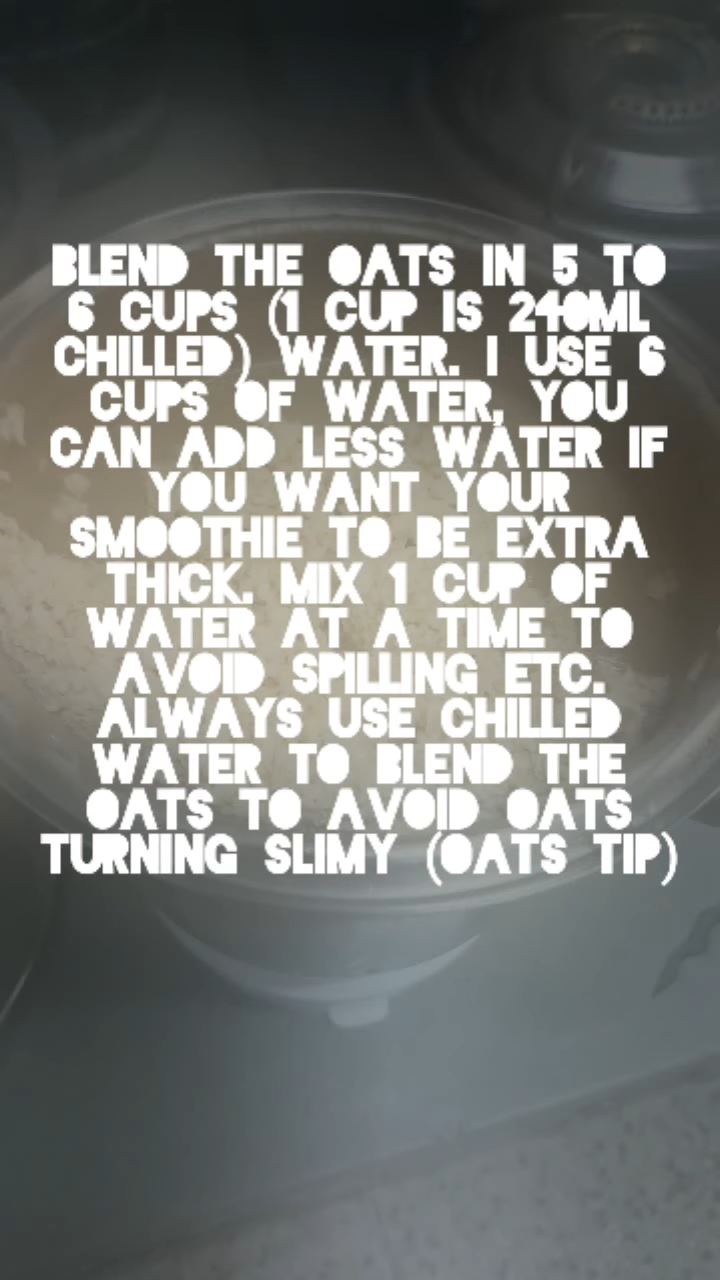 BLEND THE OATS IN 5 TO
6 CUPS (1 CUP IS 240ML
CHILLED) WATER. I USE 6
CUPS OF WATER, YOU
CAN ADD LESS WATER IF
YOU WANT YOUR
SMOOTHIE TO BE EXTRA
THICK. MIX 1 CUP OF
WATER AT A TIME TO
AVOID SPILLING ETC.
ALWAYS USE CHILLED
WATER TO BLEND THE
OATS TO AVOID OATS
TURNING SLIMY (OATS TIP)